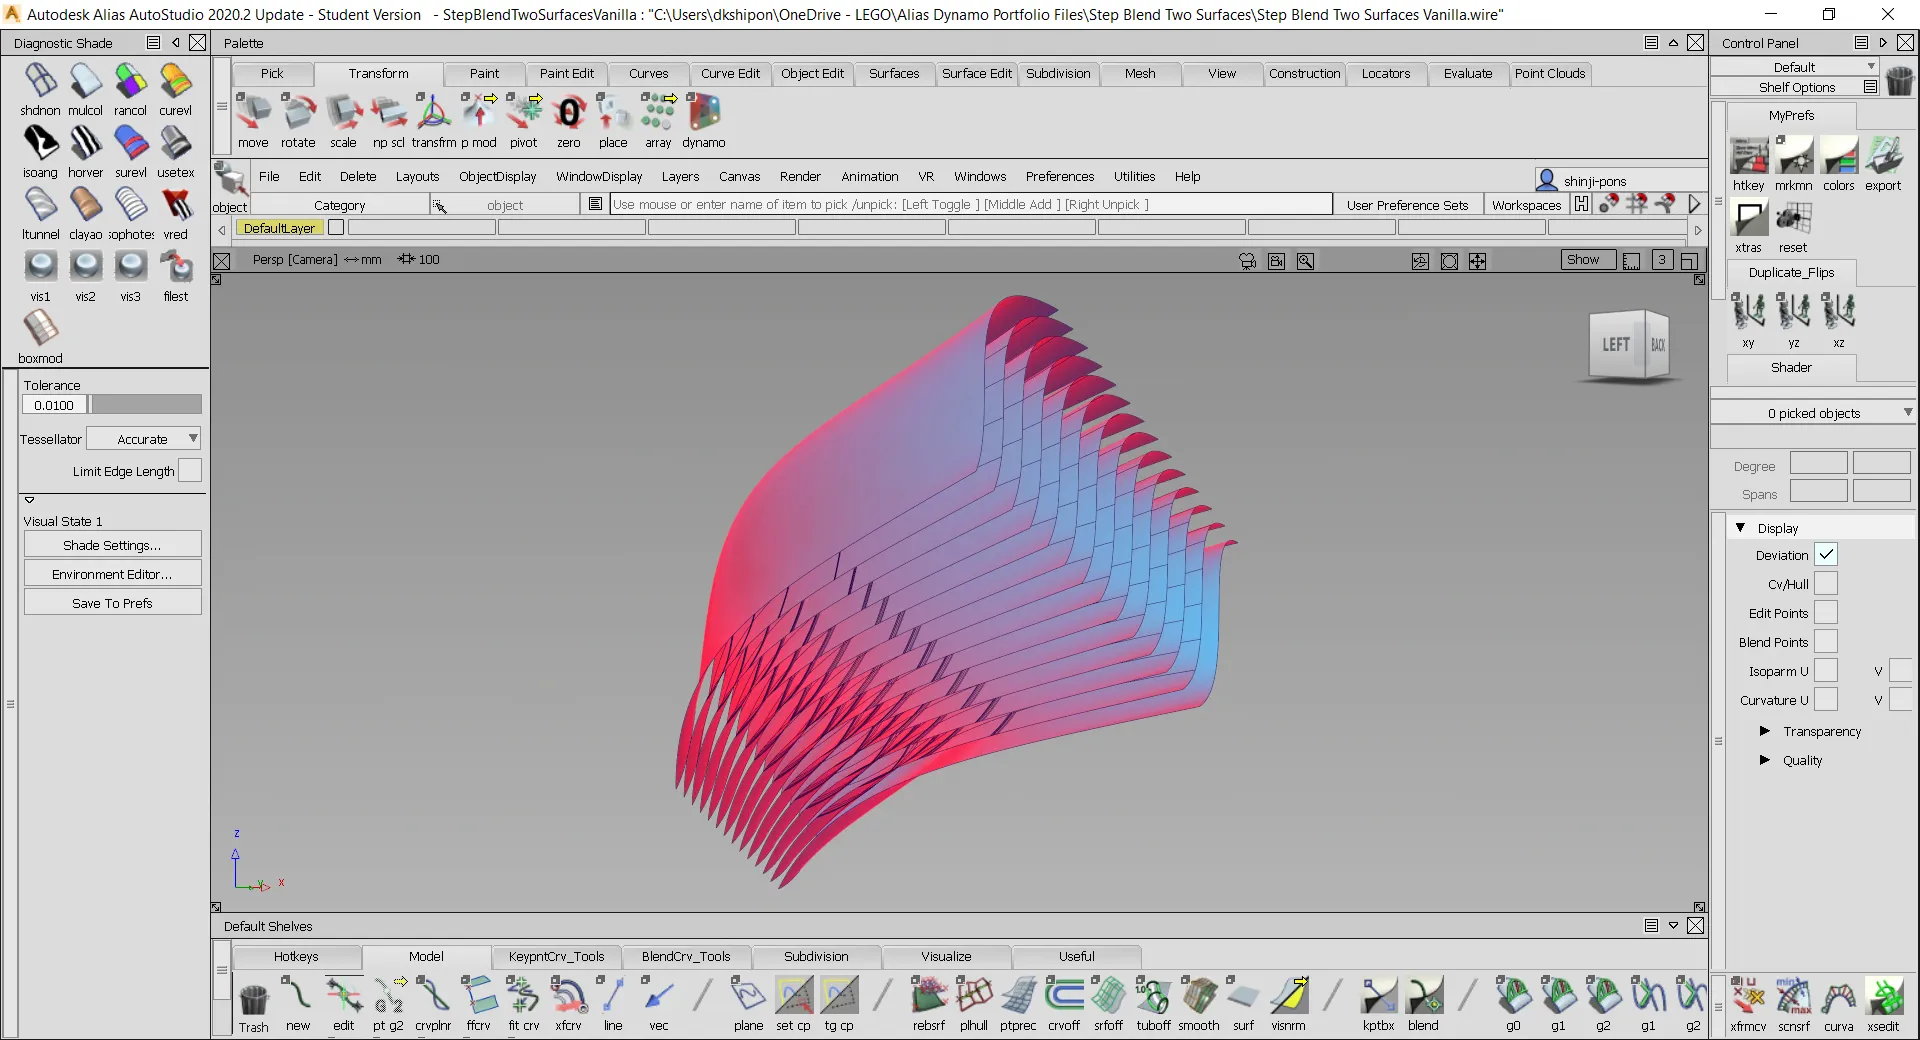 Autodesk Alias AutoStudio 2020.2 Update - Student Version - StepBlendTwoSurfacesVanilla : "C:\Users\dkshipon\OneDrive - LEGO\Alias Dynamo Portfolio Files\Step Blend Two Surfaces\Step Blend Two Surfaces Vanilla.wire"
Diagnostic Shade
shdnon mulcol rancol curevl
isoang horver surevl usetex
ltunnel clayao sophotes vred
vis1 vis2 vis3 filest
boxmod
Tolerance
0.0100
Tessellator Accurate
Limit Edge Length
Visual State 1
Shade Settings...
Environment Editor...
Save To Prefs
Palette
Pick Transform Paint Paint Edit Curves Curve Edit Object Edit Surfaces Surface Edit Subdivision Mesh View Construction Locators Evaluate Point Clouds
move rotate scale np scl transfrm p mod pivot zero place array dynamo
File Edit Delete Layouts ObjectDisplay WindowDisplay Layers Canvas Render Animation VR Windows Preferences Utilities Help
shinji-pons
object Category object Use mouse or enter name of item to pick /unpick: [Left Toggle ] [Middle Add ] [Right Unpick ] User Preference Sets Workspaces H
DefaultLayer
Persp [Camera] mm 100 Show 3
LEFT BACK
z
Y x
Default Shelves
Hotkeys Model KeypntCrv_Tools BlendCrv_Tools Subdivision Visualize Useful
Trash new edit pt g2 crvplnr ffcrv fit crv xfcrv line vec plane set cp tg cp rebsrf plhull ptprec crvoff srfoff tuboff smooth surf visnrm kptbx blend g0 g1 g2 g1 g2
Control Panel
Default
Shelf Options
MyPrefs
htkey mrkmn colors export
xtras reset
Duplicate_Flips
xy yz xz
Shader
0 picked objects
Degree
Spans
Display
Deviation
Cv/Hull
Edit Points
Blend Points
Isoparm U V
Curvature U V
Transparency
Quality
xfrmcv scnsrf curva xsedit